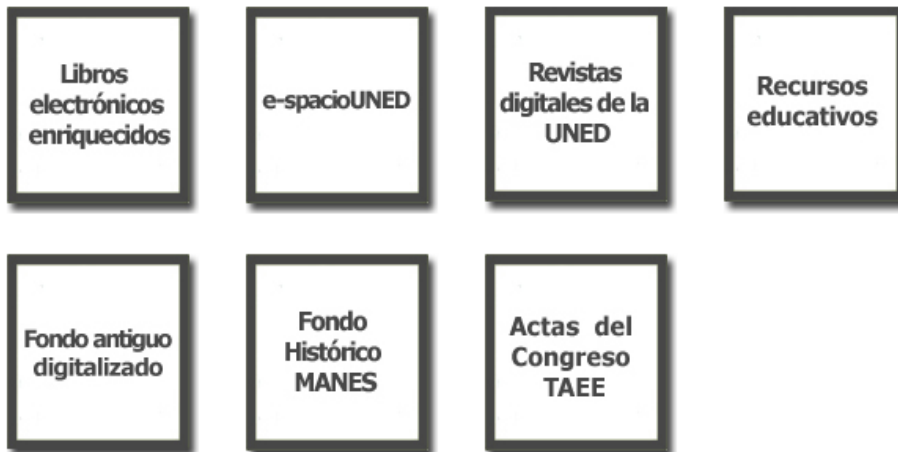 Libros
electrónicos
enriquecidos
e-spacioUNED
Revistas
digitales de la
UNED
Recursos
educativos
Fondo antiguo
digitalizado
Fondo
Histórico
MANES
Actas del
Congreso
TAEE